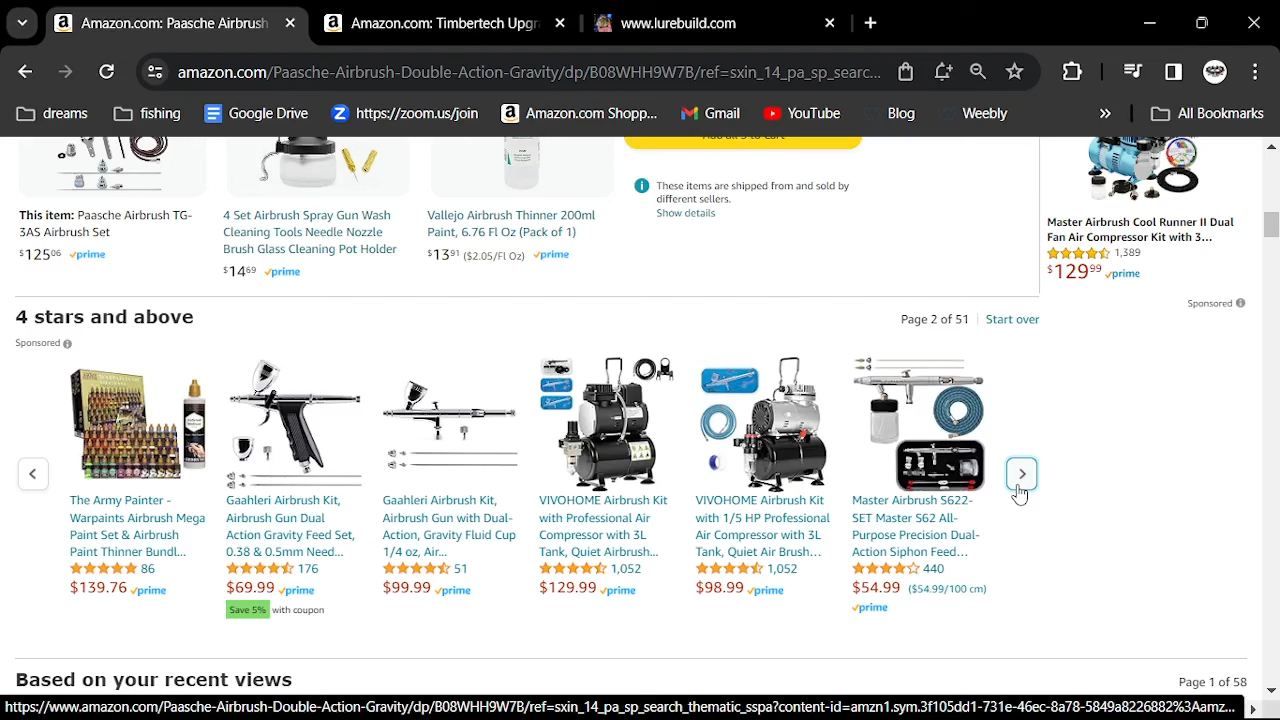 Amazon.com: Paasche Airbrush
Amazon.com: Timbertech Upgra
www.lurebuild.com
amazon.com/Paasche-Airbrush-Double-Action-Gravity/dp/B08WHH9W7B/ref=sxin_14_pa_sp_searc...
dreams
fishing
Google Drive
https://zoom.us/join
Amazon.com Shopp...
Gmail
YouTube
Blog
Weebly
All Bookmarks
This item: Paasche Airbrush TG-
3AS Airbrush Set
$125.06 prime
4 Set Airbrush Spray Gun Wash
Cleaning Tools Needle Nozzle
Brush Glass Cleaning Pot Holder
$14.69 prime
Vallejo Airbrush Thinner 200ml
Paint, 6.76 Fl Oz (Pack of 1)
$13.91 ($2.05/Fl Oz) prime
These items are shipped from and sold by
different sellers.
Show details
Master Airbrush Cool Runner II Dual
Fan Air Compressor Kit with 3...
1,389
$129.99 prime
Sponsored
4 stars and above
Page 2 of 51
Start over
Sponsored
The Army Painter -
Warpaints Airbrush Mega
Paint Set & Airbrush
Paint Thinner Bundl...
86
$139.76 prime
Gaahleri Airbrush Kit,
Airbrush Gun Dual
Action Gravity Feed Set,
0.38 & 0.5mm Need...
176
$69.99 prime
Save 5% with coupon
Gaahleri Airbrush Kit,
Airbrush Gun with Dual-
Action, Gravity Fluid Cup
1/4 oz, Air...
51
$99.99 prime
VIVOHOME Airbrush Kit
with Professional Air
Compressor with 3L
Tank, Quiet Airbrush...
1,052
$129.99 prime
VIVOHOME Airbrush Kit
with 1/5 HP Professional
Air Compressor with 3L
Tank, Quiet Air Brush...
1,052
$98.99 prime
Master Airbrush S622-
SET Master S62 All-
Purpose Precision Dual-
Action Siphon Feed...
440
$54.99 ($54.99/100 cm)
prime
Based on your recent views
Page 1 of 58
https://www.amazon.com/Paasche-Airbrush-Double-Action-Gravity/dp/B08WHH9W7B/ref=sxin_14_pa_sp_search_thematic_sspa?content-id=amzn1.sym.3f105dd1-731e-46ec-8a78-5849a8226882%3Aamz...